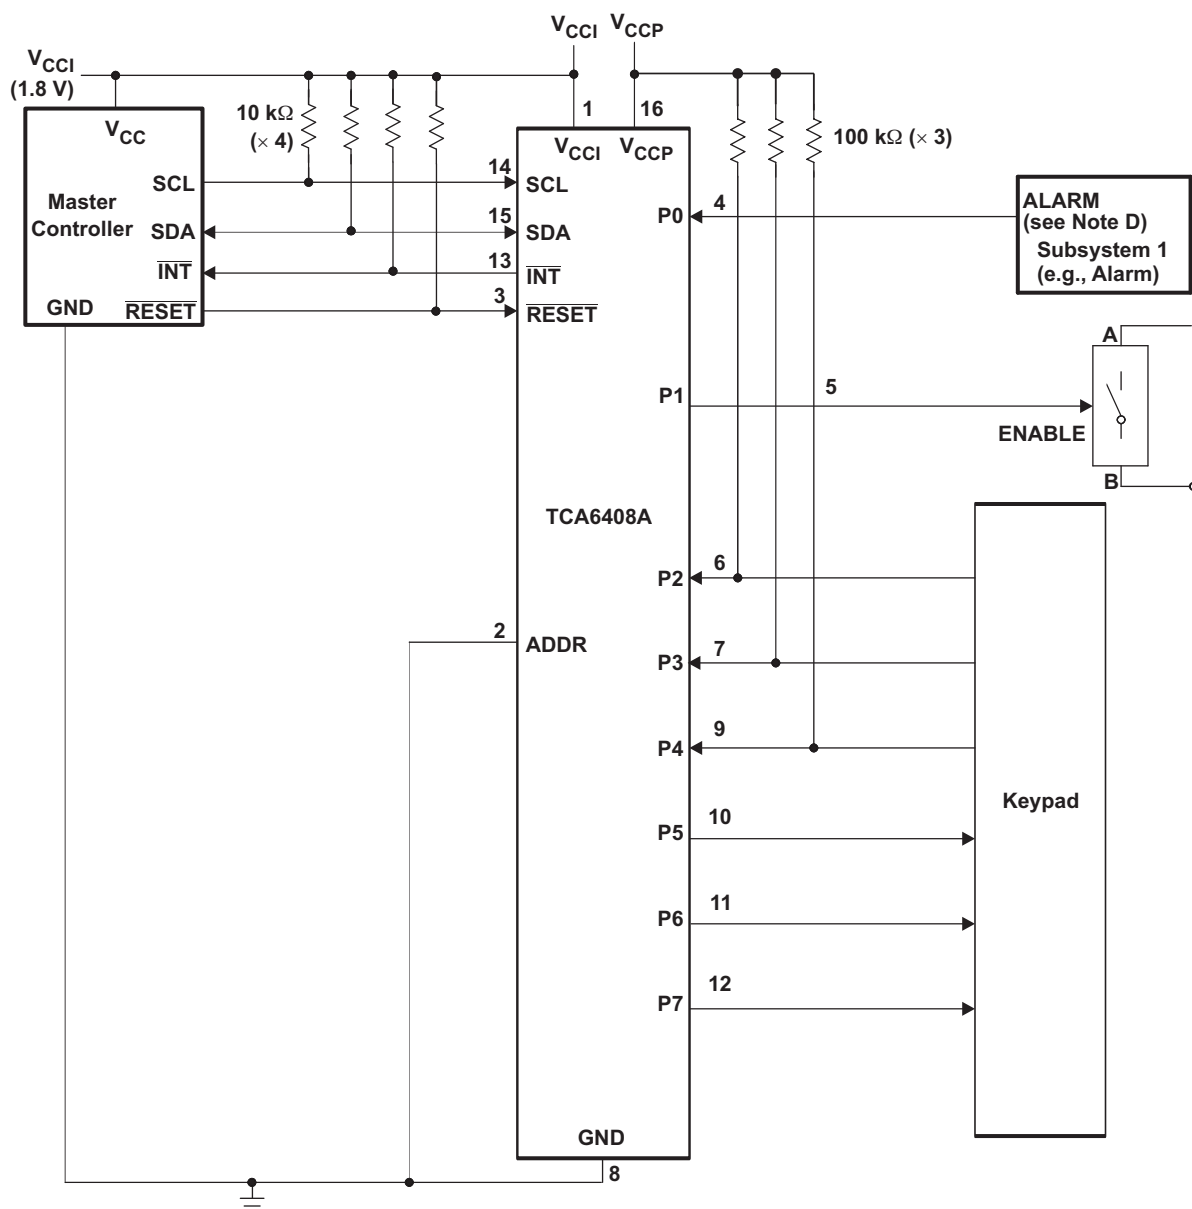 VCCI VCCP
VCCI
(1.8 V)
10 kΩ
(× 4)
1 16
100 kΩ (× 3)
VCC
VCCI VCCP
Master
Controller
SCL 14 SCL
SDA 15 SDA
INT 13 INT
RESET 3 RESET
GND
P0 4
ALARM
(see Note D)
Subsystem 1
(e.g., Alarm)
A
P1 5
ENABLE
B
TCA6408A
P2 6
2 ADDR
P3 7
P4 9
Keypad
P5 10
P6 11
P7 12
GND
8